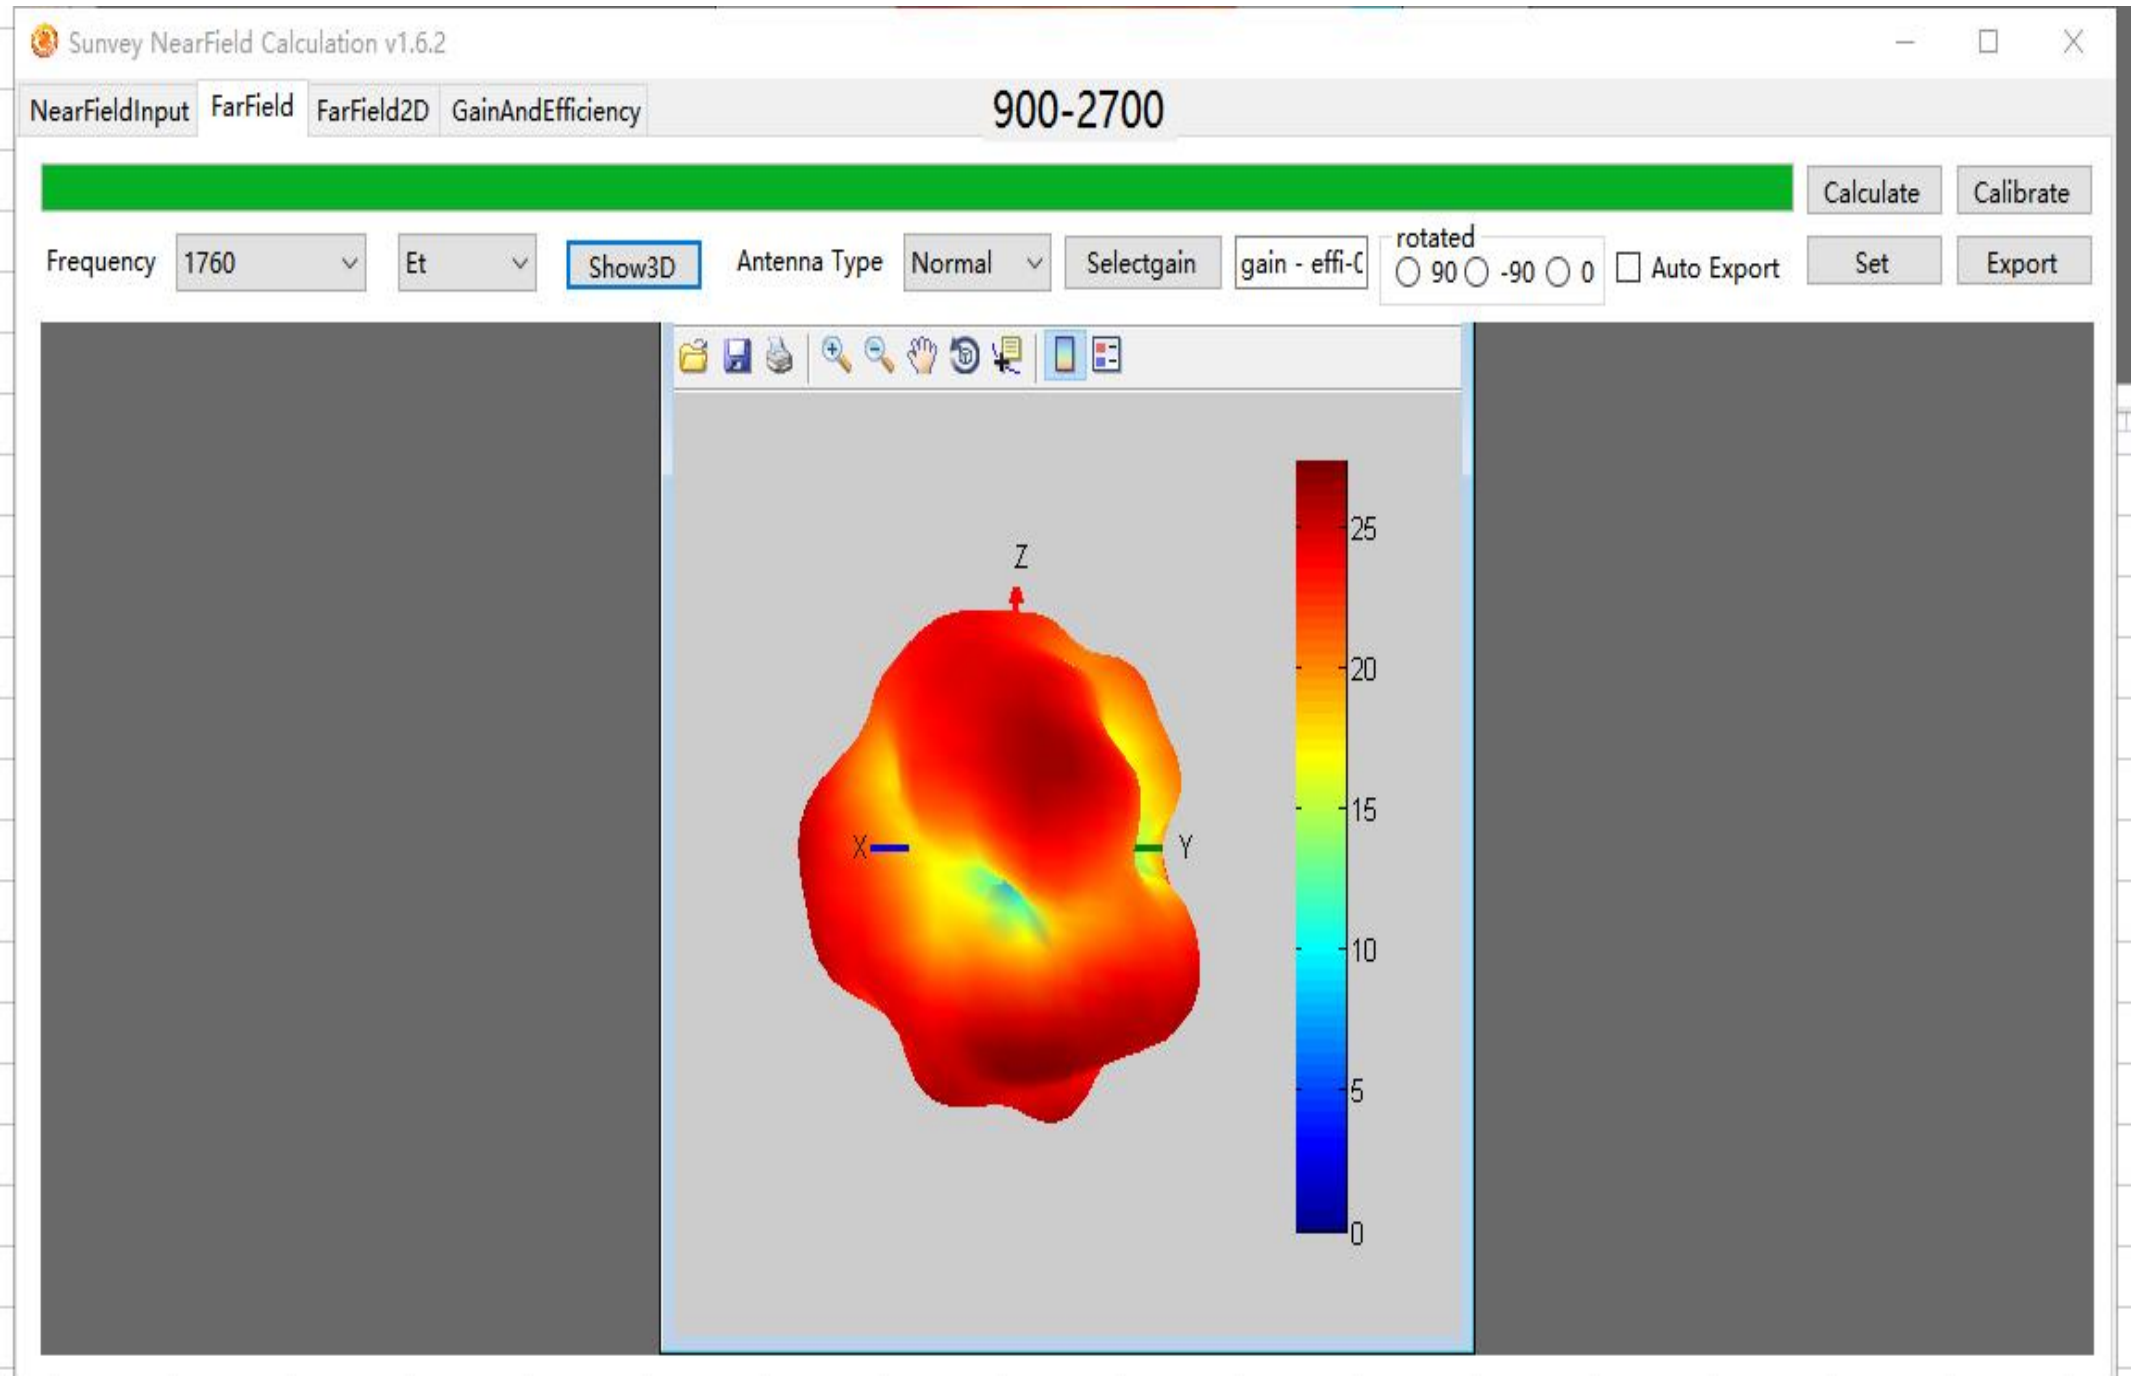 Sunvey NearField Calculation v1.6.2
NearFieldInput FarField FarField2D GainAndEfficiency 900-2700
Calculate Calibrate
Frequency 1760 Et Show3D Antenna Type Normal Selectgain gain - effi-C rotated 90 -90 0 Auto Export Set Export
Z
X
Y
25
20
15
10
5
0